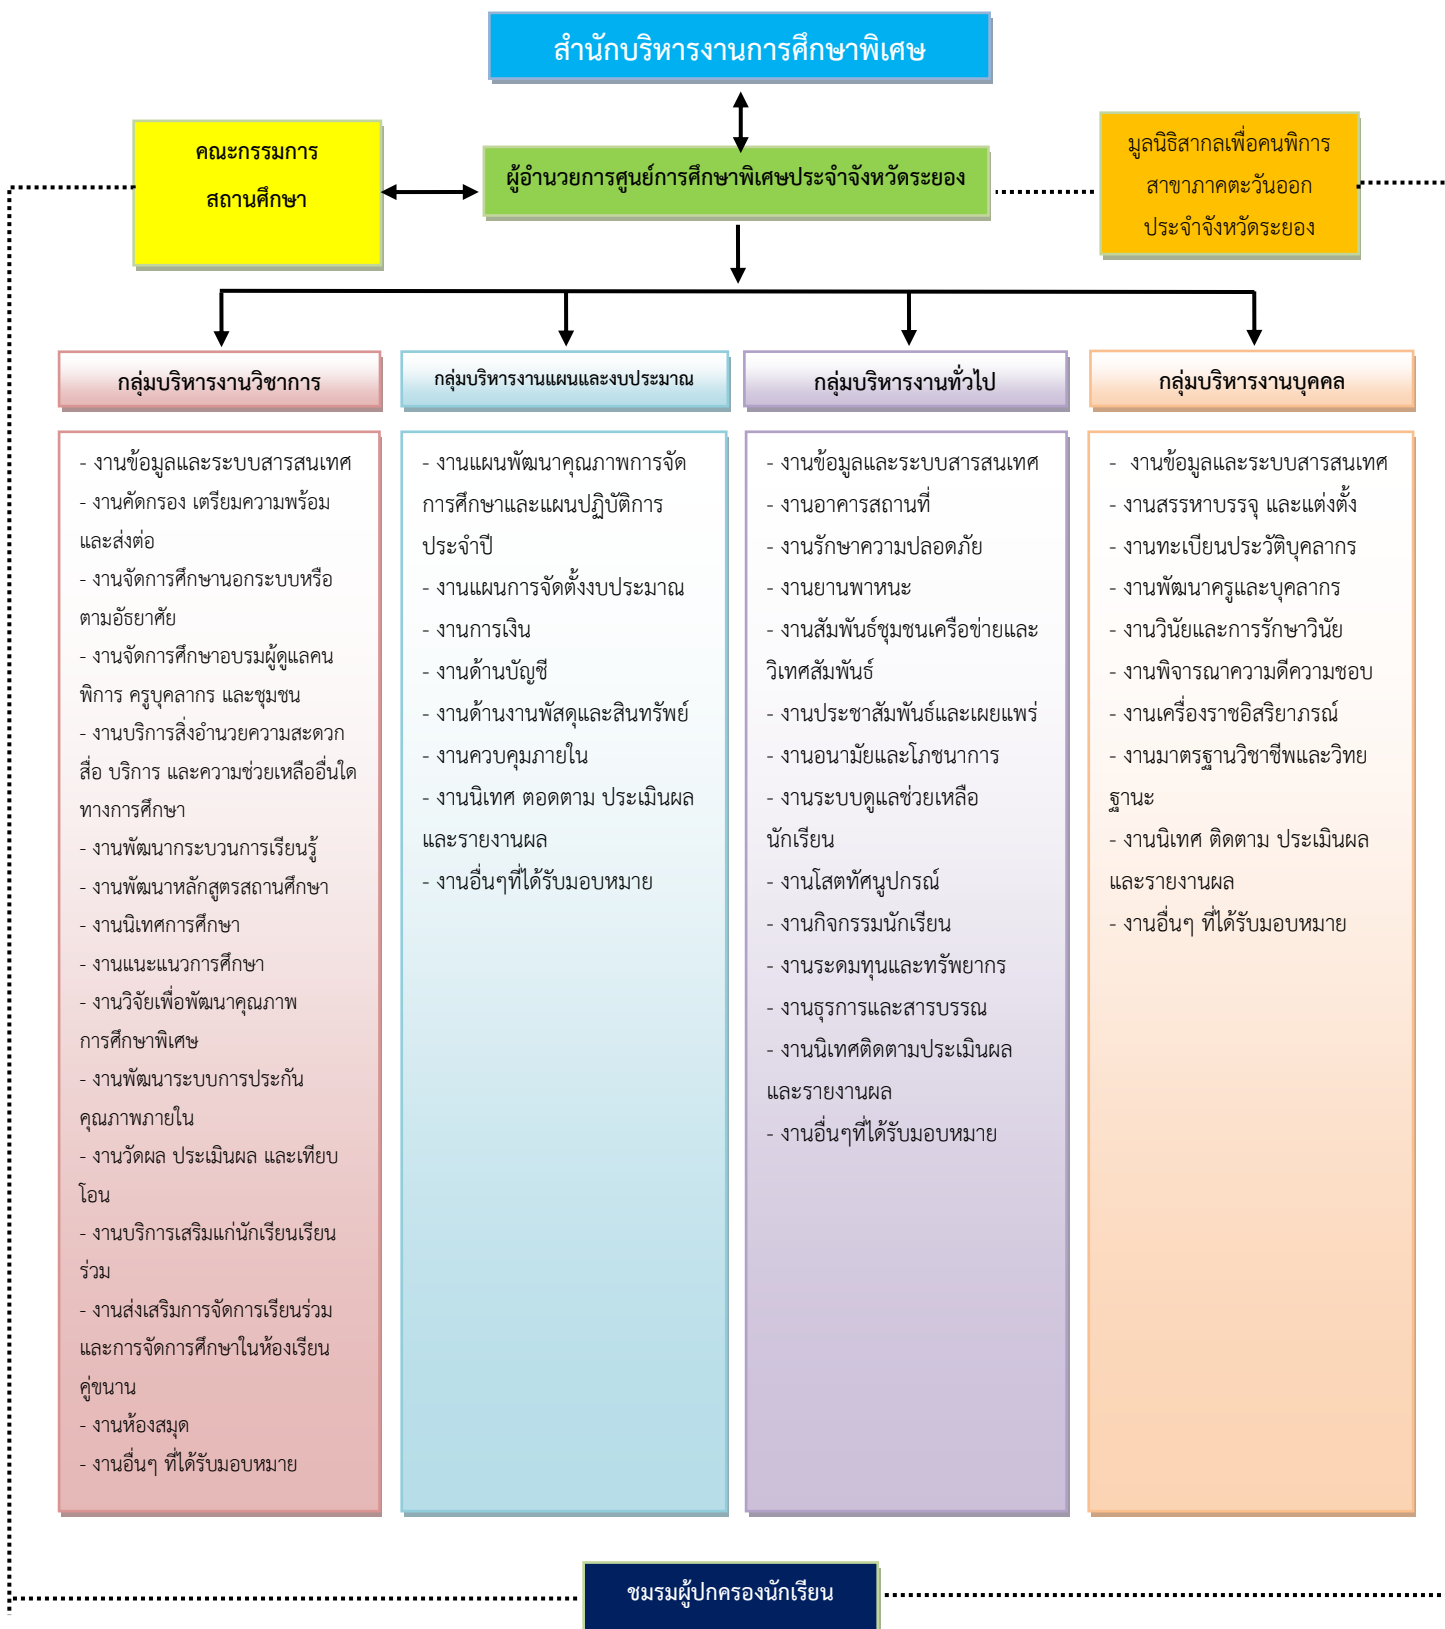 สำนักบริหารงานการศึกษาพิเศษ
คณะกรรมการ
สถานศึกษา
ผู้อำนวยการศูนย์การศึกษาพิเศษประจำจังหวัดระยอง
มูลนิธิสากลเพื่อคนพิการ
สาขาภาคตะวันออก
ประจำจังหวัดระยอง
กลุ่มบริหารงานวิชาการ
- งานข้อมูลและระบบสารสนเทศ
- งานคัดกรอง เตรียมความพร้อม
และส่งต่อ
- งานจัดการศึกษานอกระบบหรือ
ตามอัธยาศัย
- งานจัดการศึกษาอบรมผู้ดูแลคน
พิการ ครูบุคลากร และชุมชน
- งานบริการสิ่งอำนวยความสะดวก
สื่อ บริการ และความช่วยเหลืออื่นใด
ทางการศึกษา
- งานพัฒนากระบวนการเรียนรู้
- งานพัฒนาหลักสูตรสถานศึกษา
- งานนิเทศการศึกษา
- งานแนะแนวการศึกษา
- งานวิจัยเพื่อพัฒนาคุณภาพ
การศึกษาพิเศษ
- งานพัฒนาระบบการประกัน
คุณภาพภายใน
- งานวัดผล ประเมินผล และเทียบ
โอน
- งานบริการเสริมแก่นักเรียนเรียน
ร่วม
- งานส่งเสริมการจัดการเรียนร่วม
และการจัดการศึกษาในห้องเรียน
คู่ขนาน
- งานห้องสมุด
- งานอื่นๆ ที่ได้รับมอบหมาย
กลุ่มบริหารงานแผนและงบประมาณ
- งานแผนพัฒนาคุณภาพการจัด
การศึกษาและแผนปฏิบัติการ
ประจำปี
- งานแผนการจัดตั้งงบประมาณ
- งานการเงิน
- งานด้านบัญชี
- งานด้านงานพัสดุและสินทรัพย์
- งานควบคุมภายใน
- งานนิเทศ ตอดตาม ประเมินผล
และรายงานผล
- งานอื่นๆที่ได้รับมอบหมาย
กลุ่มบริหารงานทั่วไป
- งานข้อมูลและระบบสารสนเทศ
- งานอาคารสถานที่
- งานรักษาความปลอดภัย
- งานยานพาหนะ
- งานสัมพันธ์ชุมชนเครือข่ายและ
วิเทศสัมพันธ์
- งานประชาสัมพันธ์และเผยแพร่
- งานอนามัยและโภชนาการ
- งานระบบดูแลช่วยเหลือ
นักเรียน
- งานโสตทัศนูปกรณ์
- งานกิจกรรมนักเรียน
- งานระดมทุนและทรัพยากร
- งานธุรการและสารบรรณ
- งานนิเทศติดตามประเมินผล
และรายงานผล
- งานอื่นๆที่ได้รับมอบหมาย
กลุ่มบริหารงานบุคคล
- งานข้อมูลและระบบสารสนเทศ
- งานสรรหาบรรจุ และแต่งตั้ง
- งานทะเบียนประวัติบุคลากร
- งานพัฒนาครูและบุคลากร
- งานวินัยและการรักษาวินัย
- งานพิจารณาความดีความชอบ
- งานเครื่องราชอิสริยาภรณ์
- งานมาตรฐานวิชาชีพและวิทย
ฐานะ
- งานนิเทศ ติดตาม ประเมินผล
และรายงานผล
- งานอื่นๆ ที่ได้รับมอบหมาย
ชมรมผู้ปกครองนักเรียน